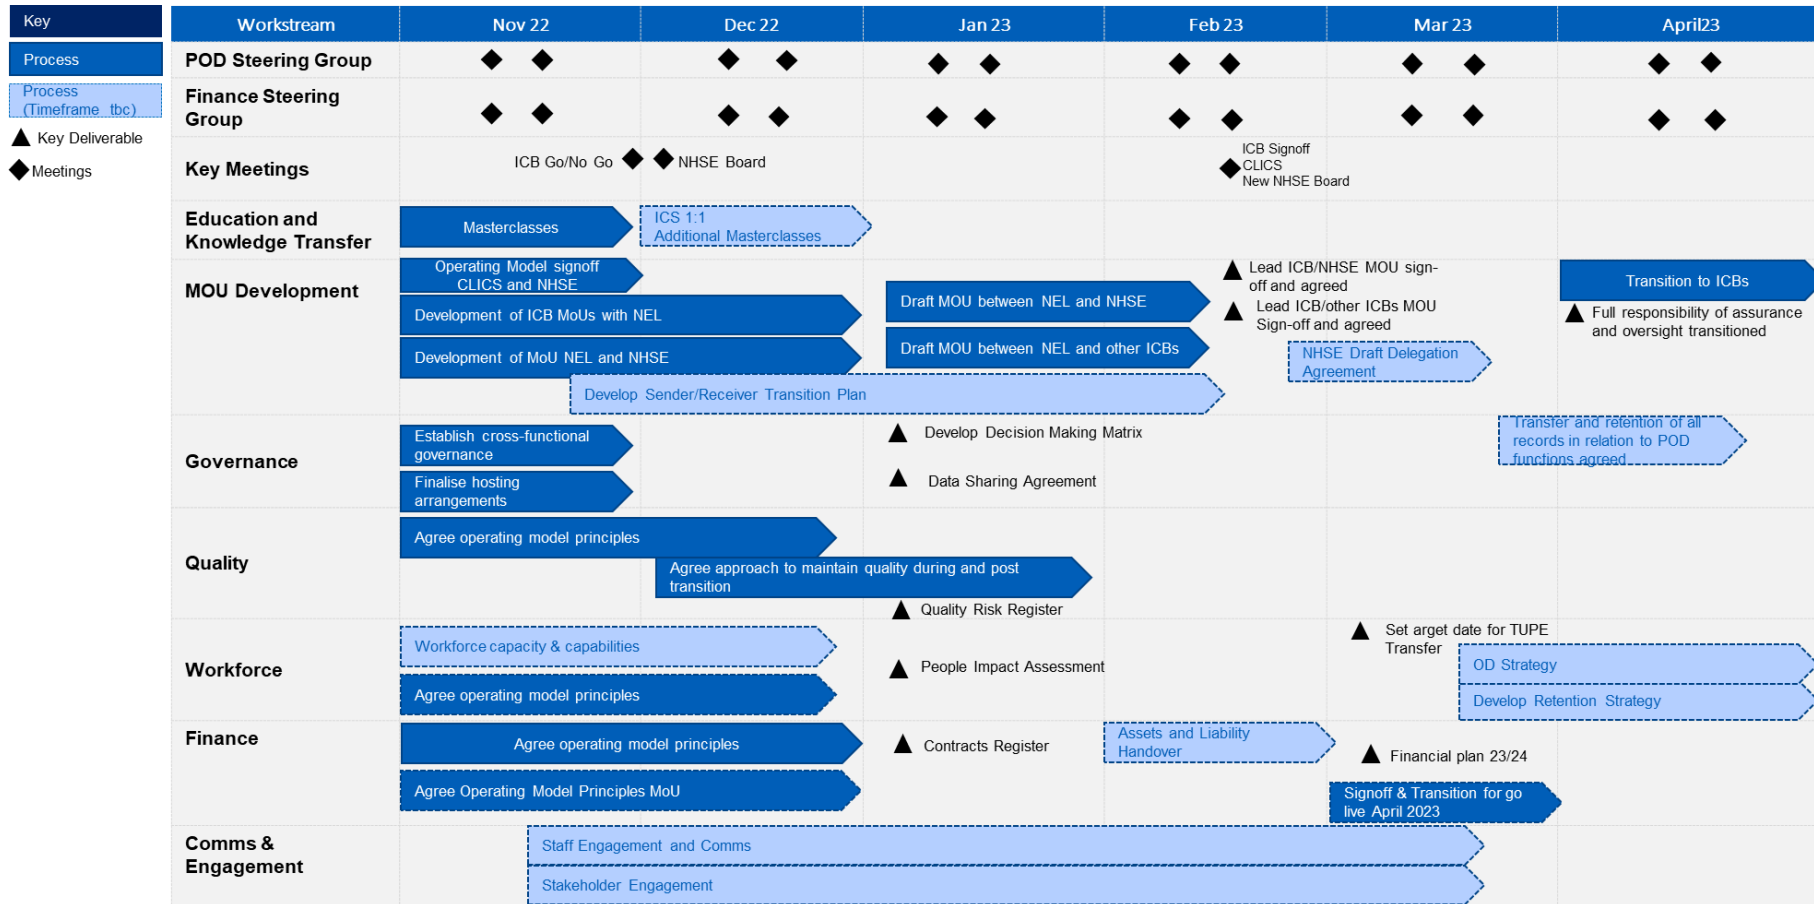 Key
Process
Process
(Timeframe tbc)
Key Deliverable
Meetings
Workstream
Nov 22
Dec 22
Jan 23
Feb 23
Mar 23
April23
POD Steering Group
Finance Steering
Group
Key Meetings
ICB Go/No Go
NHSE Board
ICB Signoff
CLICS
New NHSE Board
Education and
Knowledge Transfer
Masterclasses
ICS 1:1
Additional Masterclasses
MOU Development
Operating Model signoff
CLICS and NHSE
Development of ICB MoUs with NEL
Development of MoU NEL and NHSE
Develop Sender/Receiver Transition Plan
Draft MOU between NEL and NHSE
Draft MOU between NEL and other ICBs
Lead ICB/NHSE MOU sign-
off and agreed
Lead ICB/other ICBs MOU
Sign-off and agreed
NHSE Draft Delegation
Agreement
Transition to ICBs
Full responsibility of assurance
and oversight transitioned
Governance
Establish cross-functional
governance
Finalise hosting
arrangements
Develop Decision Making Matrix
Data Sharing Agreement
Transfer and retention of all
records in relation to POD
functions agreed
Quality
Agree operating model principles
Agree approach to maintain quality during and post
transition
Quality Risk Register
Workforce
Workforce capacity & capabilities
Agree operating model principles
People Impact Assessment
Set arget date for TUPE
Transfer
OD Strategy
Develop Retention Strategy
Finance
Agree operating model principles
Agree Operating Model Principles MoU
Contracts Register
Assets and Liability
Handover
Financial plan 23/24
Signoff & Transition for go
live April 2023
Comms &
Engagement
Staff Engagement and Comms
Stakeholder Engagement